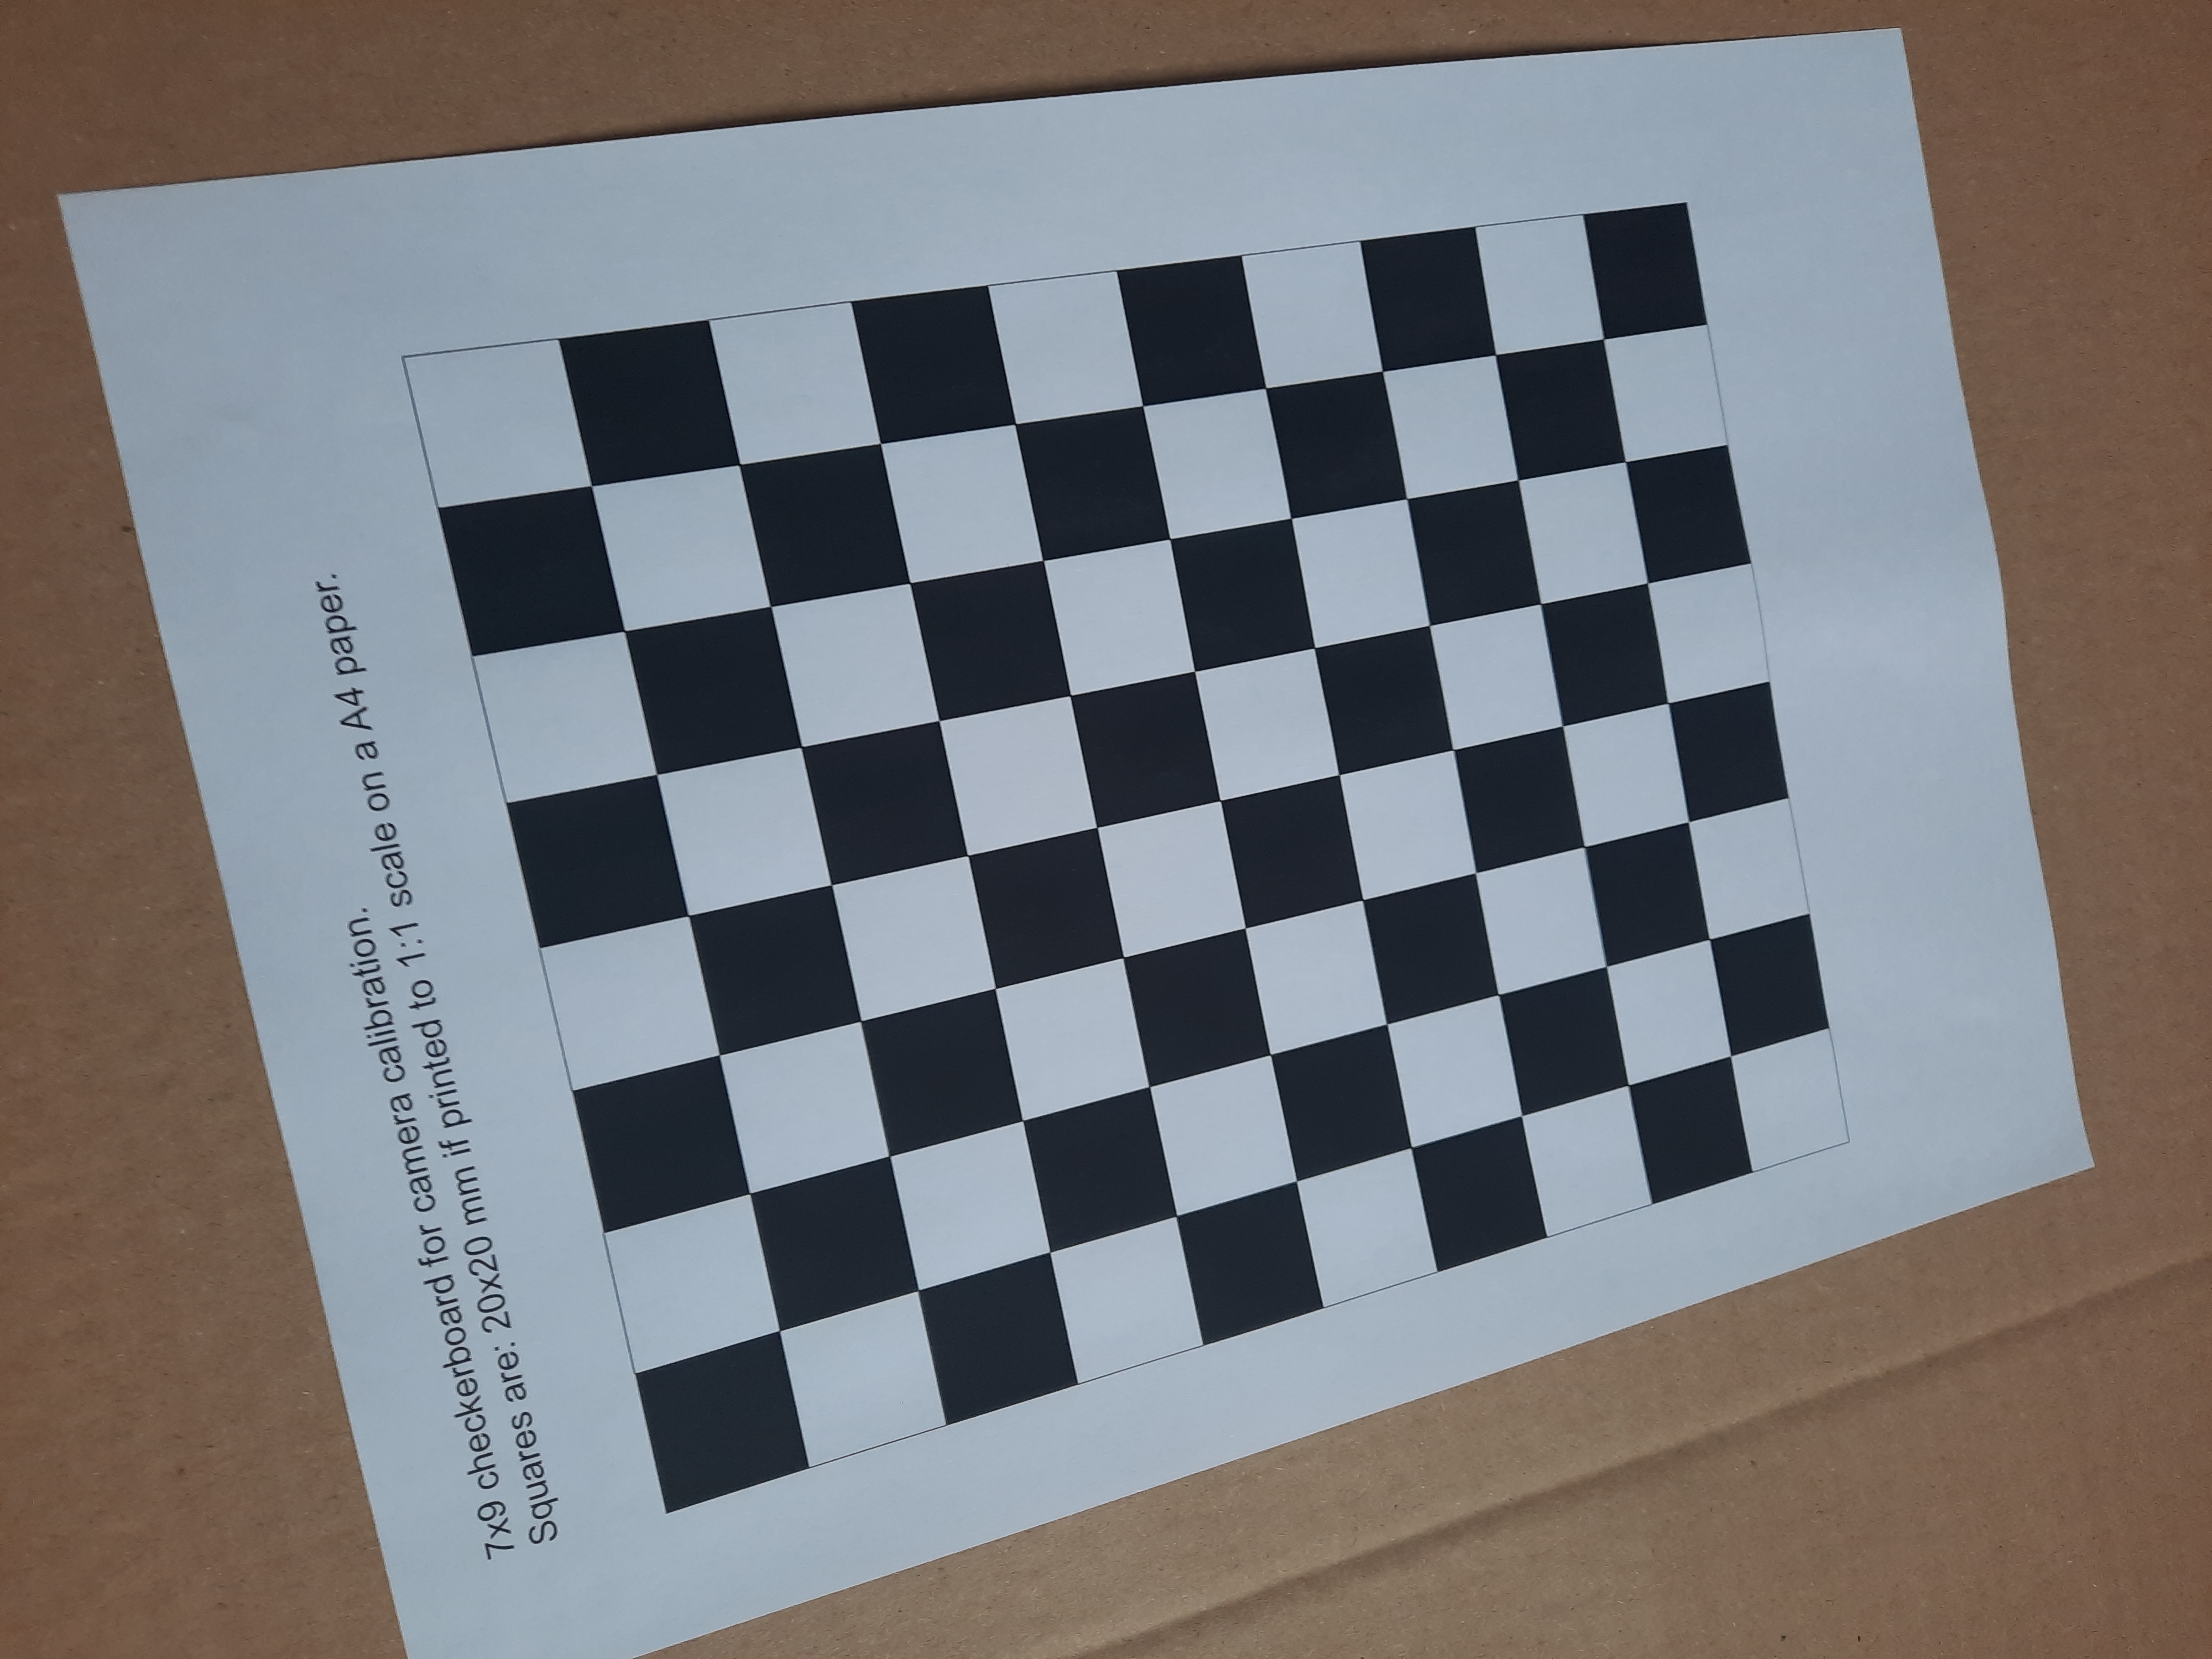 7x9 checkerboard for camera calibration.
Squares are: 20x20 mm if printed to 1:1 scale on a A4 paper.